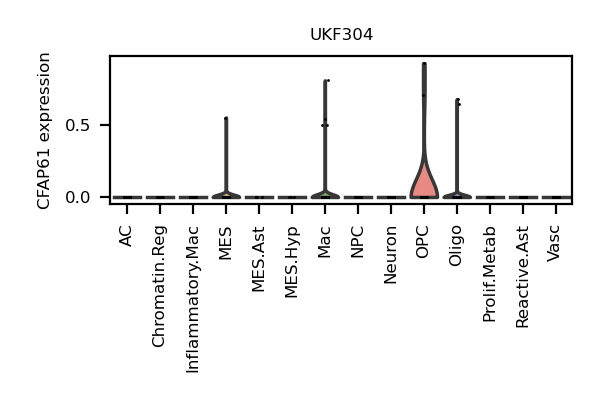 UKF304
CFAP61 expression
0.5
0.0
AC
Chromatin.Reg
Inflammatory.Mac
MES
MES.Ast
MES.Hyp
Mac
NPC
Neuron
OPC
Oligo
Prolif.Metab
Reactive.Ast
Vasc